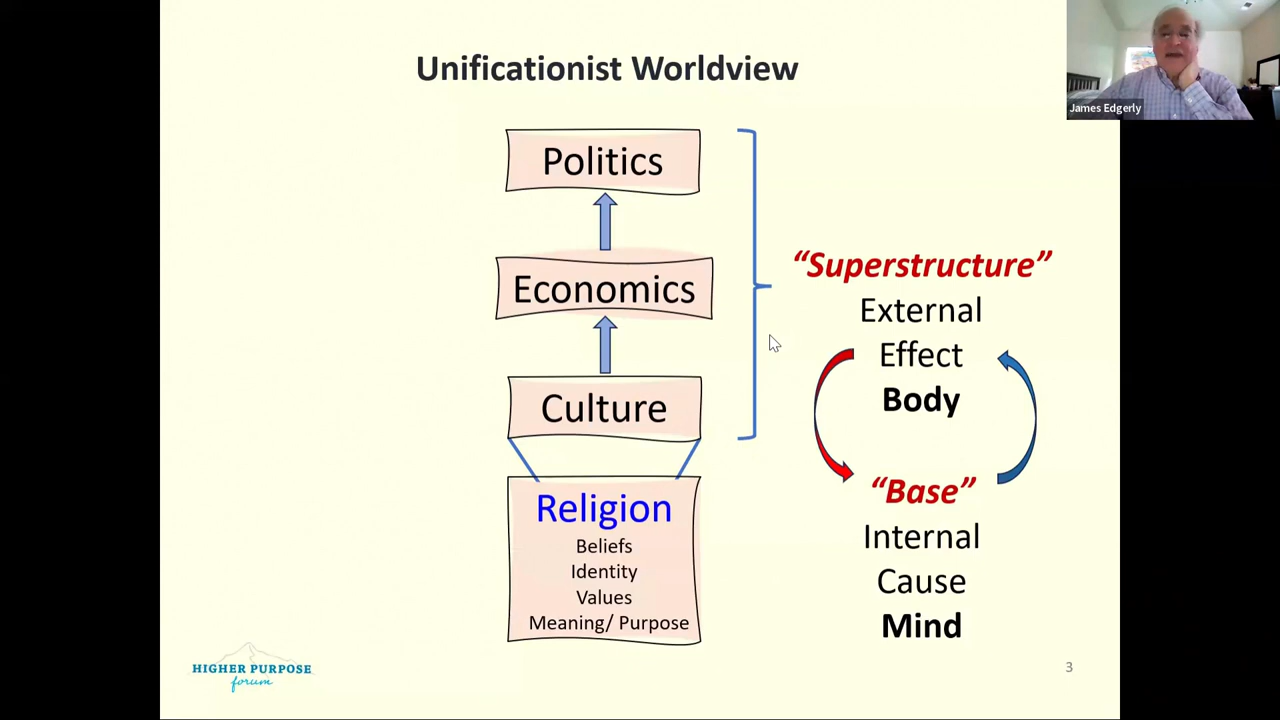 Unificationist Worldview
James Edgerly
Politics
Economics
Culture
Religion
Beliefs
Identity
Values
Meaning/ Purpose
“Superstructure”
External
Effect
Body
“Base”
Internal
Cause
Mind
HIGHER PURPOSE
forum
3